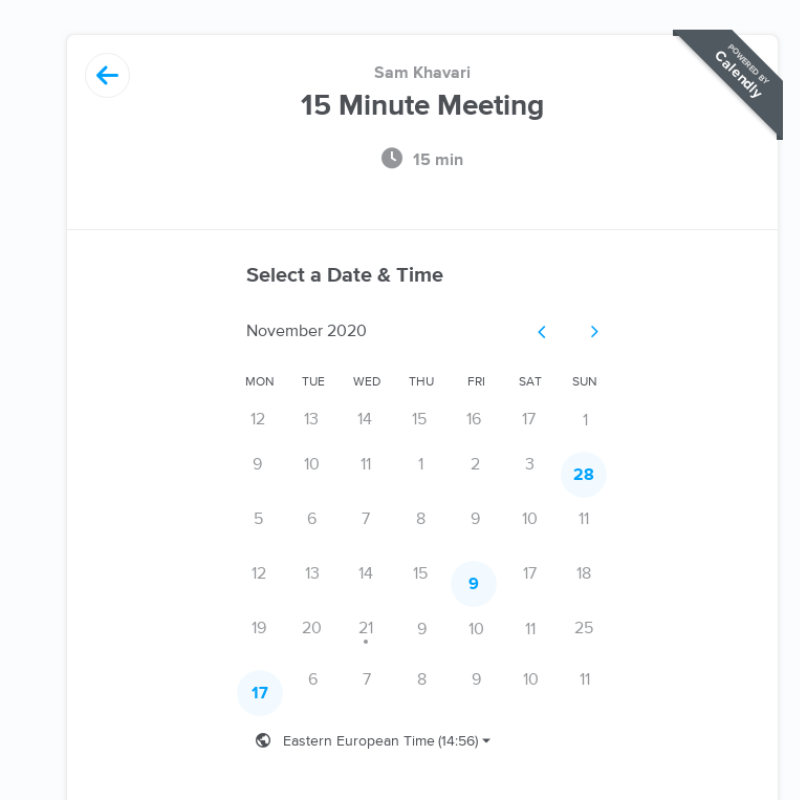 POWERED BY
Calendly
Sam Khavari
15 Minute Meeting
15 min
Select a Date & Time
November 2020
MON TUE WED THU FRI SAT SUN
12 13 14 15 16 17 1
9 10 11 1 2 3 28
5 6 7 8 9 10 11
12 13 14 15 9 17 18
19 20 21 9 10 11 25
17 6 7 8 9 10 11
Eastern European Time (14:56)